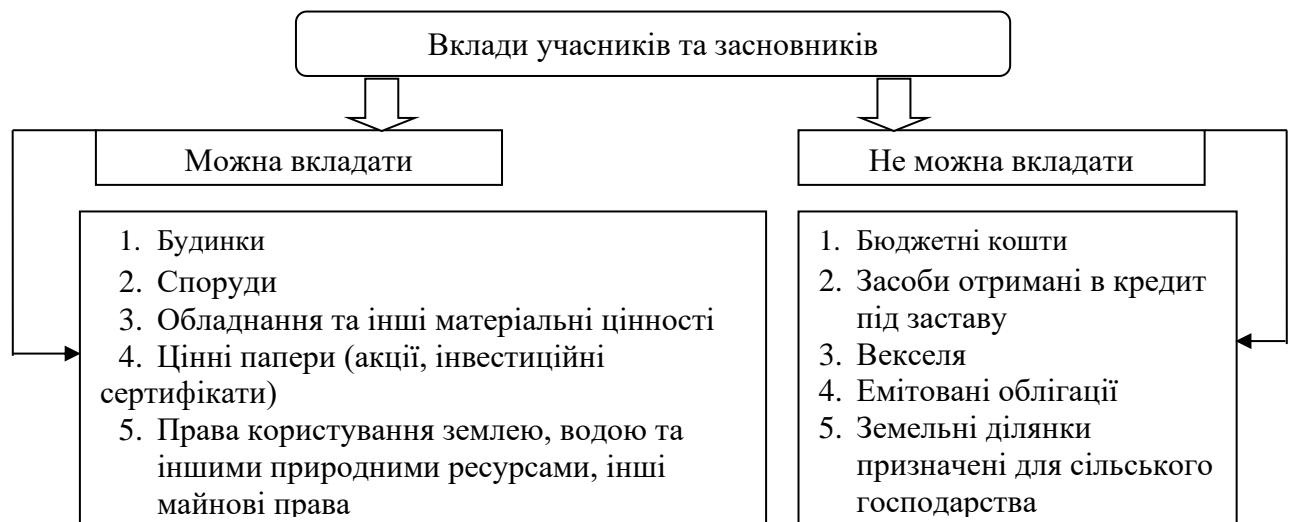 Вклади учасників та засновників
Можна вкладати
Не можна вкладати
1. Будинки
2. Споруди
3. Обладнання та інші матеріальні цінності
4. Цінні папери (акції, інвестиційні
сертифікати)
5. Права користування землею, водою та
іншими природними ресурсами, інші
майнові права
1. Бюджетні кошти
2. Засоби отримані в кредит
під заставу
3. Векселя
4. Емітовані облігації
5. Земельні ділянки
призначені для сільського
господарства